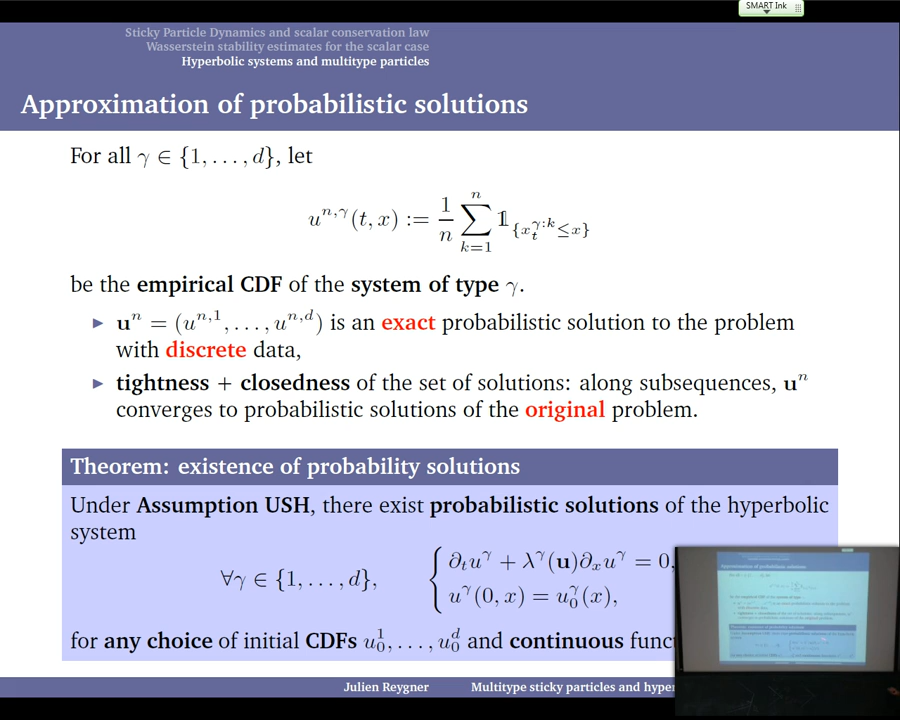 SMART Ink
Sticky Particle Dynamics and scalar conservation law
Wasserstein stability estimates for the scalar case
Hyperbolic systems and multitype particles
Approximation of probabilistic solutions
For all γ ∈ {1, . . . , d}, let
u^{n,γ}(t, x) := \frac{1}{n} \sum_{k=1}^{n} 𝟙_{\{x_t^{γ:k} ≤ x\}}
be the empirical CDF of the system of type γ.
► u^n = (u^{n,1}, . . . , u^{n,d}) is an exact probabilistic solution to the problem
with discrete data,
► tightness + closedness of the set of solutions: along subsequences, u^n
converges to probabilistic solutions of the original problem.
Theorem: existence of probability solutions
Under Assumption USH, there exist probabilistic solutions of the hyperbolic
system
∀γ ∈ {1, . . . , d}, { ∂_t u^γ + λ^γ(u)∂_x u^γ = 0,
u^γ(0, x) = u_0^γ(x),
for any choice of initial CDFs u_0^1, . . . , u_0^d and continuous func
Julien Reygner Multitype sticky particles and hyper